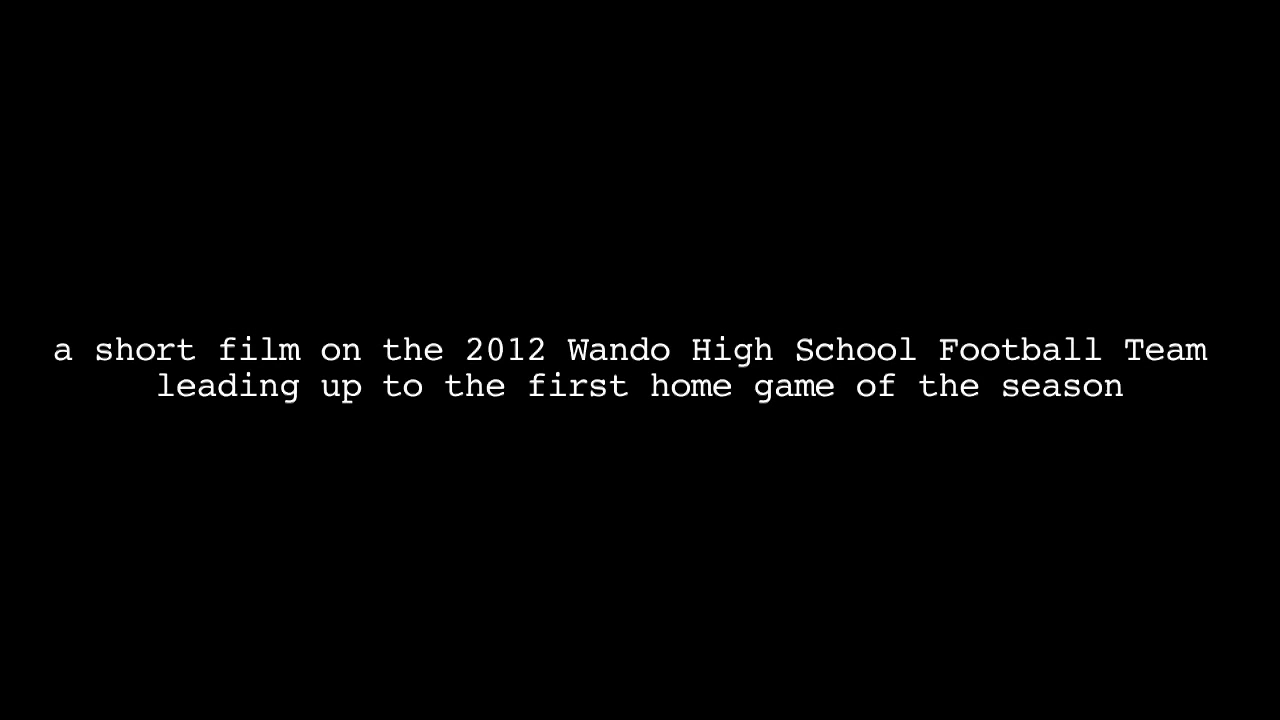 a short film on the 2012 Wando High School Football Team
leading up to the first home game of the season